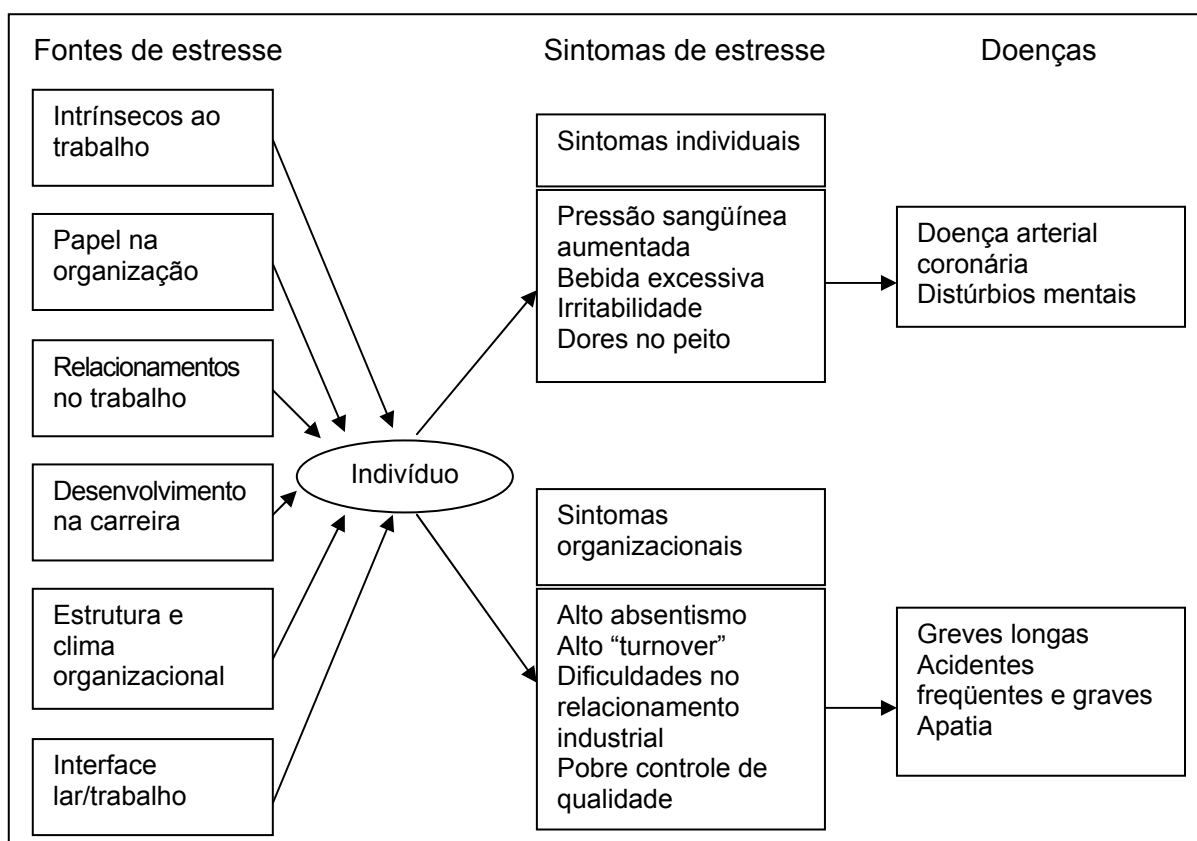 Fontes de estresse
Sintomas de estresse
Doenças
Intrínsecos ao
trabalho
Papel na
organização
Relacionamentos
no trabalho
Desenvolvimento
na carreira
Estrutura e
clima
organizacional
Interface
lar/trabalho
Indivíduo
Sintomas individuais
Pressão sangüínea
aumentada
Bebida excessiva
Irritabilidade
Dores no peito
Sintomas
organizacionais
Alto absentismo
Alto “turnover”
Dificuldades no
relacionamento
industrial
Pobre controle de
qualidade
Doença arterial
coronária
Distúrbios mentais
Greves longas
Acidentes
freqüentes e graves
Apatia